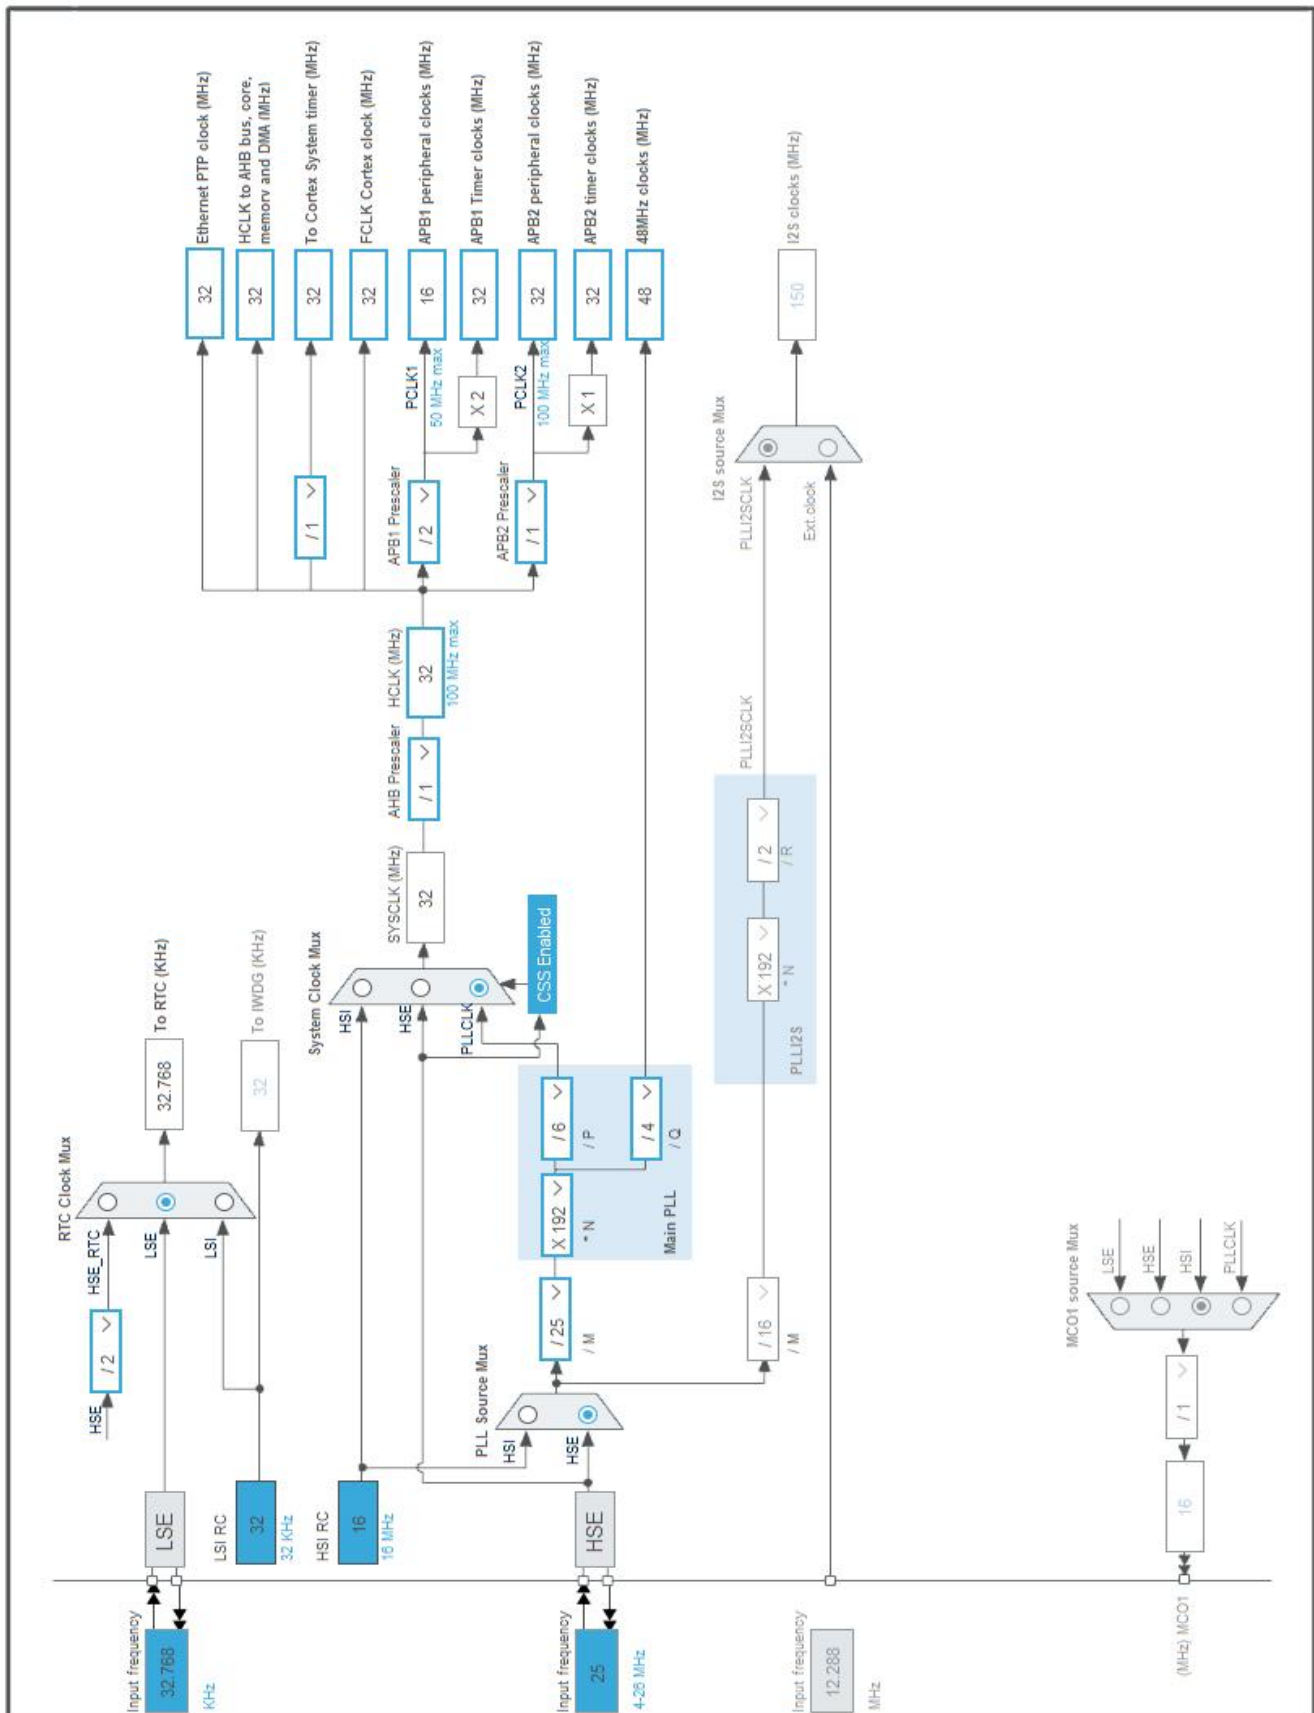 Input frequency
32.768
KHz
LSE
HSE
/ 2
HSE_RTC
LSE
LSI
RTC Clock Mux
32.768
To RTC (KHz)
LSI RC
32
32 KHz
32
To IWDG (KHz)
HSI RC
16
16 MHz
System Clock Mux
HSI
HSE
PLLCLK
CSS Enabled
SYSCLK (MHz)
32
AHB Prescaler
/ 1
HCLK (MHz)
32
100 MHz max
32
Ethernet PTP clock (MHz)
32
HCLK to AHB bus, core,
memory and DMA (MHz)
/ 1
32
To Cortex System timer (MHz)
32
FCLK Cortex clock (MHz)
APB1 Prescaler
/ 2
PCLK1
50 MHz max
16
APB1 peripheral clocks (MHz)
X 2
32
APB1 Timer clocks (MHz)
APB2 Prescaler
/ 1
PCLK2
100 MHz max
32
APB2 peripheral clocks (MHz)
X 1
32
APB2 timer clocks (MHz)
48
48MHz clocks (MHz)
Input frequency
25
4-26 MHz
HSE
PLL Source Mux
HSI
HSE
/ 25
/ M
X 192
* N
/ 6
/ P
/ 4
/ Q
Main PLL
/ 16
/ M
X 192
* N
/ 2
/ R
PLLI2S
PLLI2SCLK
PLLI2SCLK
I2S source Mux
Ext.clock
150
I2S clocks (MHz)
Input frequency
12.288
MHz
(MHz) MCO1
16
/ 1
MCO1 source Mux
LSE
HSE
HSI
PLLCLK